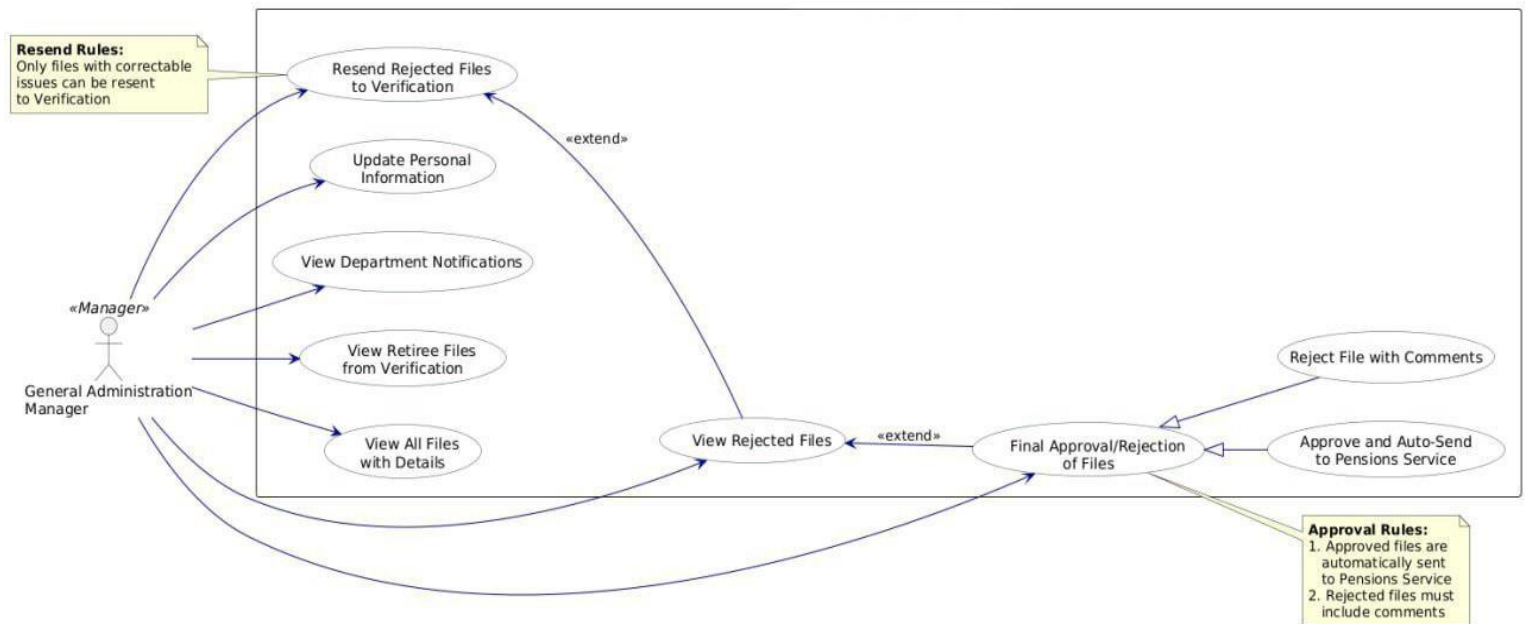 Resend Rules:
Only files with correctable
issues can be resent
to Verification
Resend Rejected Files
to Verification
«extend»
Update Personal
Information
View Department Notifications
«Manager»
General Administration
Manager
View Retiree Files
from Verification
View All Files
with Details
View Rejected Files
«extend»
Final Approval/Rejection
of Files
Reject File with Comments
Approve and Auto-Send
to Pensions Service
Approval Rules:
1. Approved files are
automatically sent
to Pensions Service
2. Rejected files must
include comments